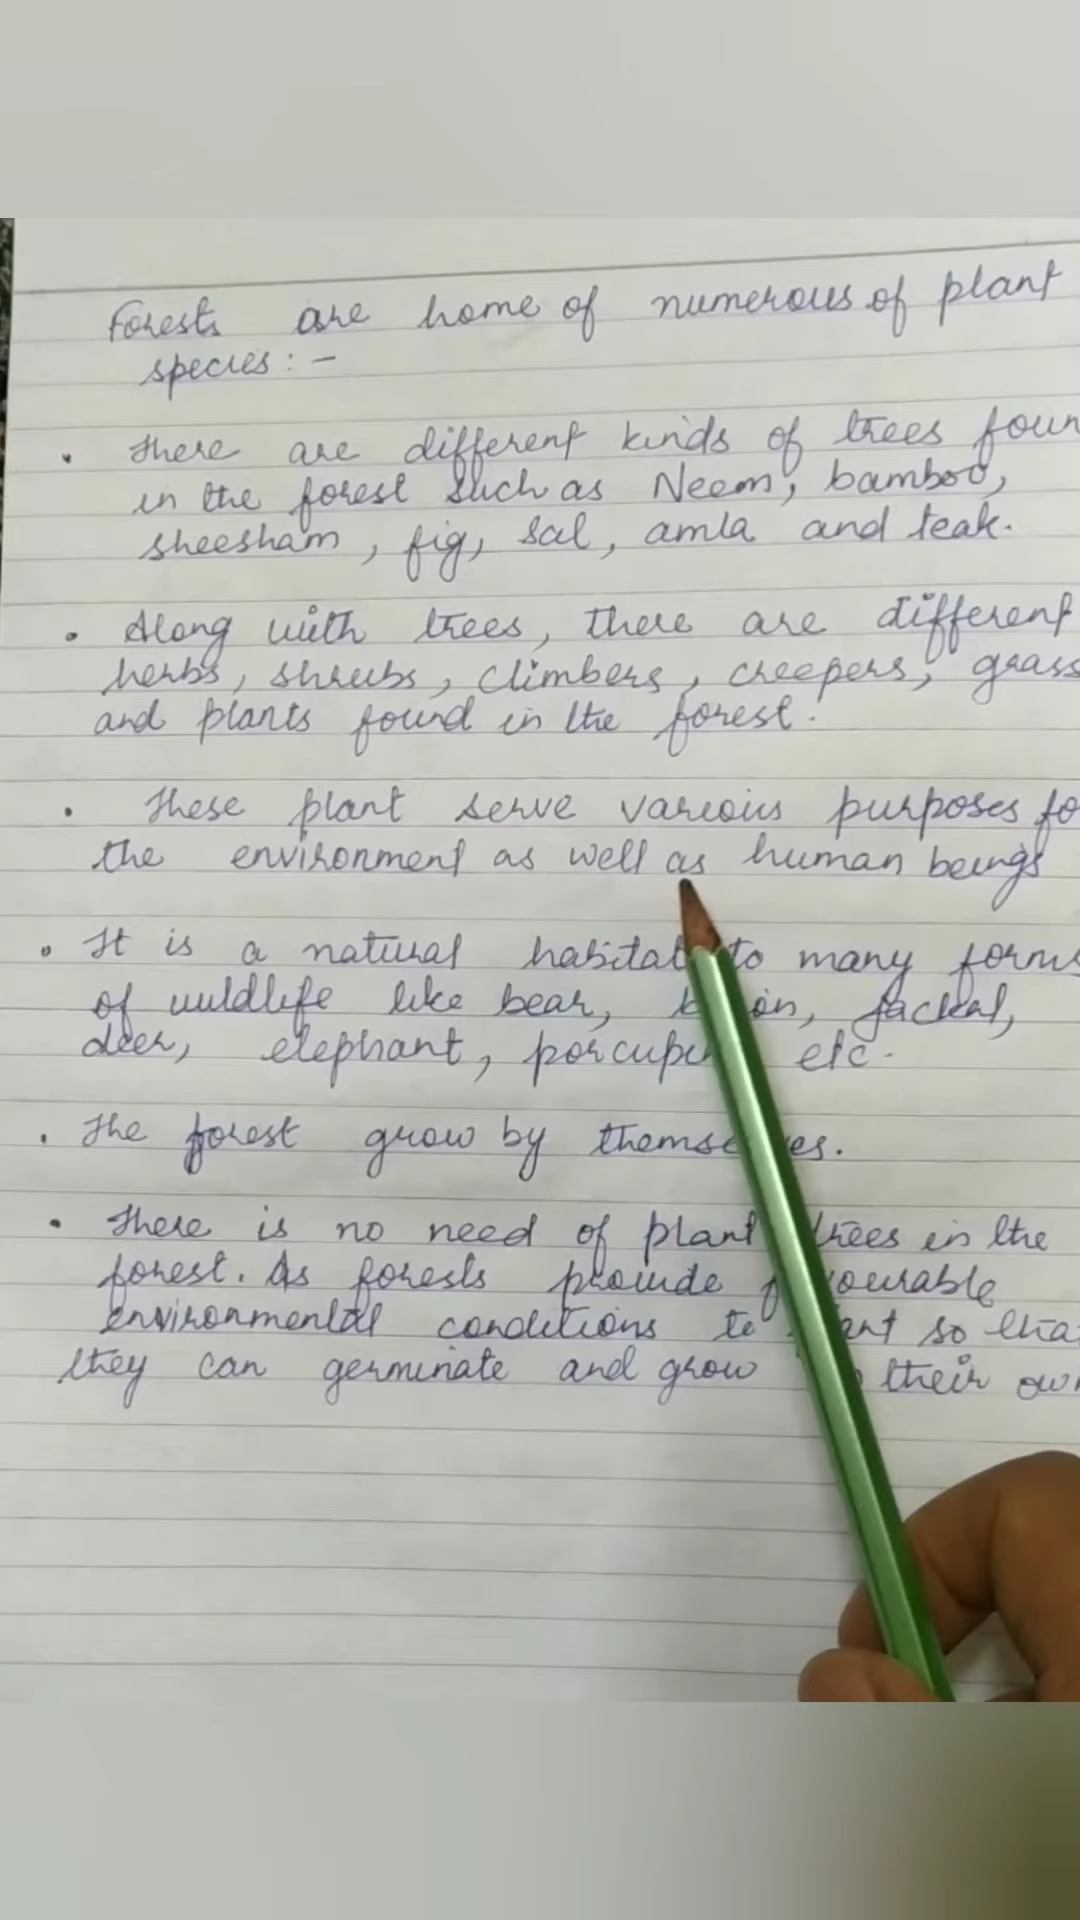 Forests are home of numerous of plant
species:-
• There are different kinds of trees foun
in the forest such as Neem, bamboo,
sheesham, fig, sal, amla and teak.
• Along with trees, there are different
herbs, shrubs, climbers, creepers, grass
and plants found in the forest.
• These plant serve various purposes fo
the environment as well as human beings
• It is a natural habitat to many forms
of wildlife like bear, jackal,
deer, elephant, etc.
• The forest grow by
• There is no need of plant trees in the
forest. As forests provide
environmental conditions to so tha
they can germinate and grow their own